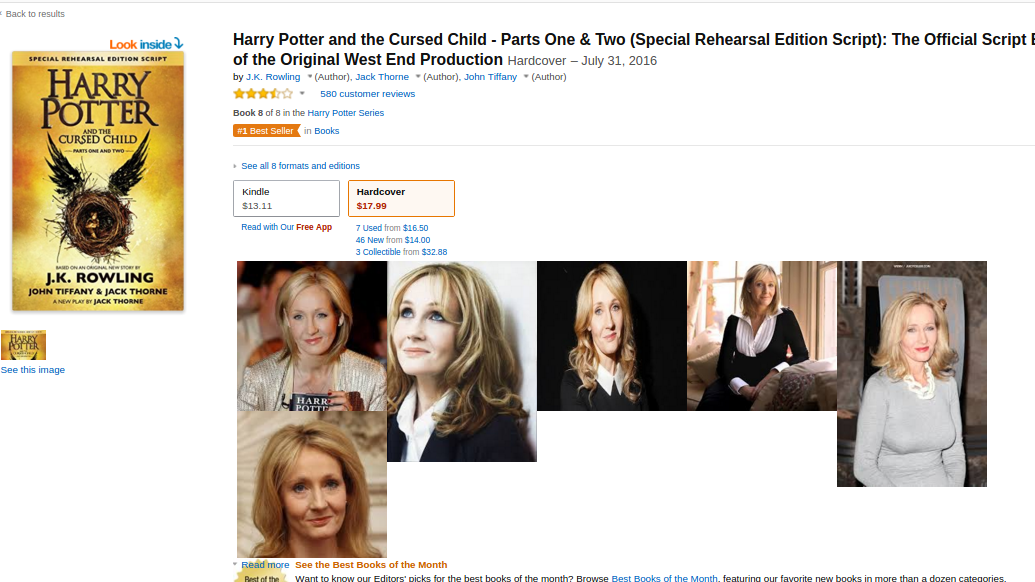 Back to results
Look inside
SPECIAL REHEARSAL EDITION SCRIPT
HARRY
POTTER
AND THE
CURSED CHILD
PARTS ONE AND TWO
BASED ON AN ORIGINAL NEW STORY BY
J.K. ROWLING
JOHN TIFFANY & JACK THORNE
A NEW PLAY BY JACK THORNE
HARRY
POTTER
See this image
Harry Potter and the Cursed Child - Parts One & Two (Special Rehearsal Edition Script): The Official Script
of the Original West End Production Hardcover – July 31, 2016
by J.K. Rowling (Author), Jack Thorne (Author), John Tiffany (Author)
580 customer reviews
Book 8 of 8 in the Harry Potter Series
#1 Best Seller in Books
See all 8 formats and editions
Kindle
$13.11
Hardcover
$17.99
Read with Our Free App
7 Used from $16.50
46 New from $14.00
3 Collectible from $32.88
HARRY
POTTE
Read more See the Best Books of the Month
Best of the
Want to know our Editors' picks for the best books of the month? Browse Best Books of the Month, featuring our favorite new books in more than a dozen categories.